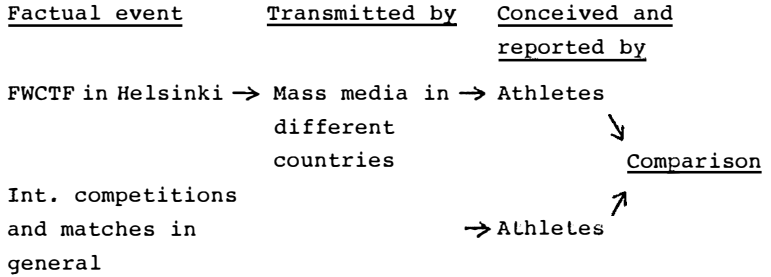 Factual event Transmitted by Conceived and
reported by
FWCTF in Helsinki → Mass media in → Athletes
different
countries Comparison
Int. competitions
and matches in → Athletes
general